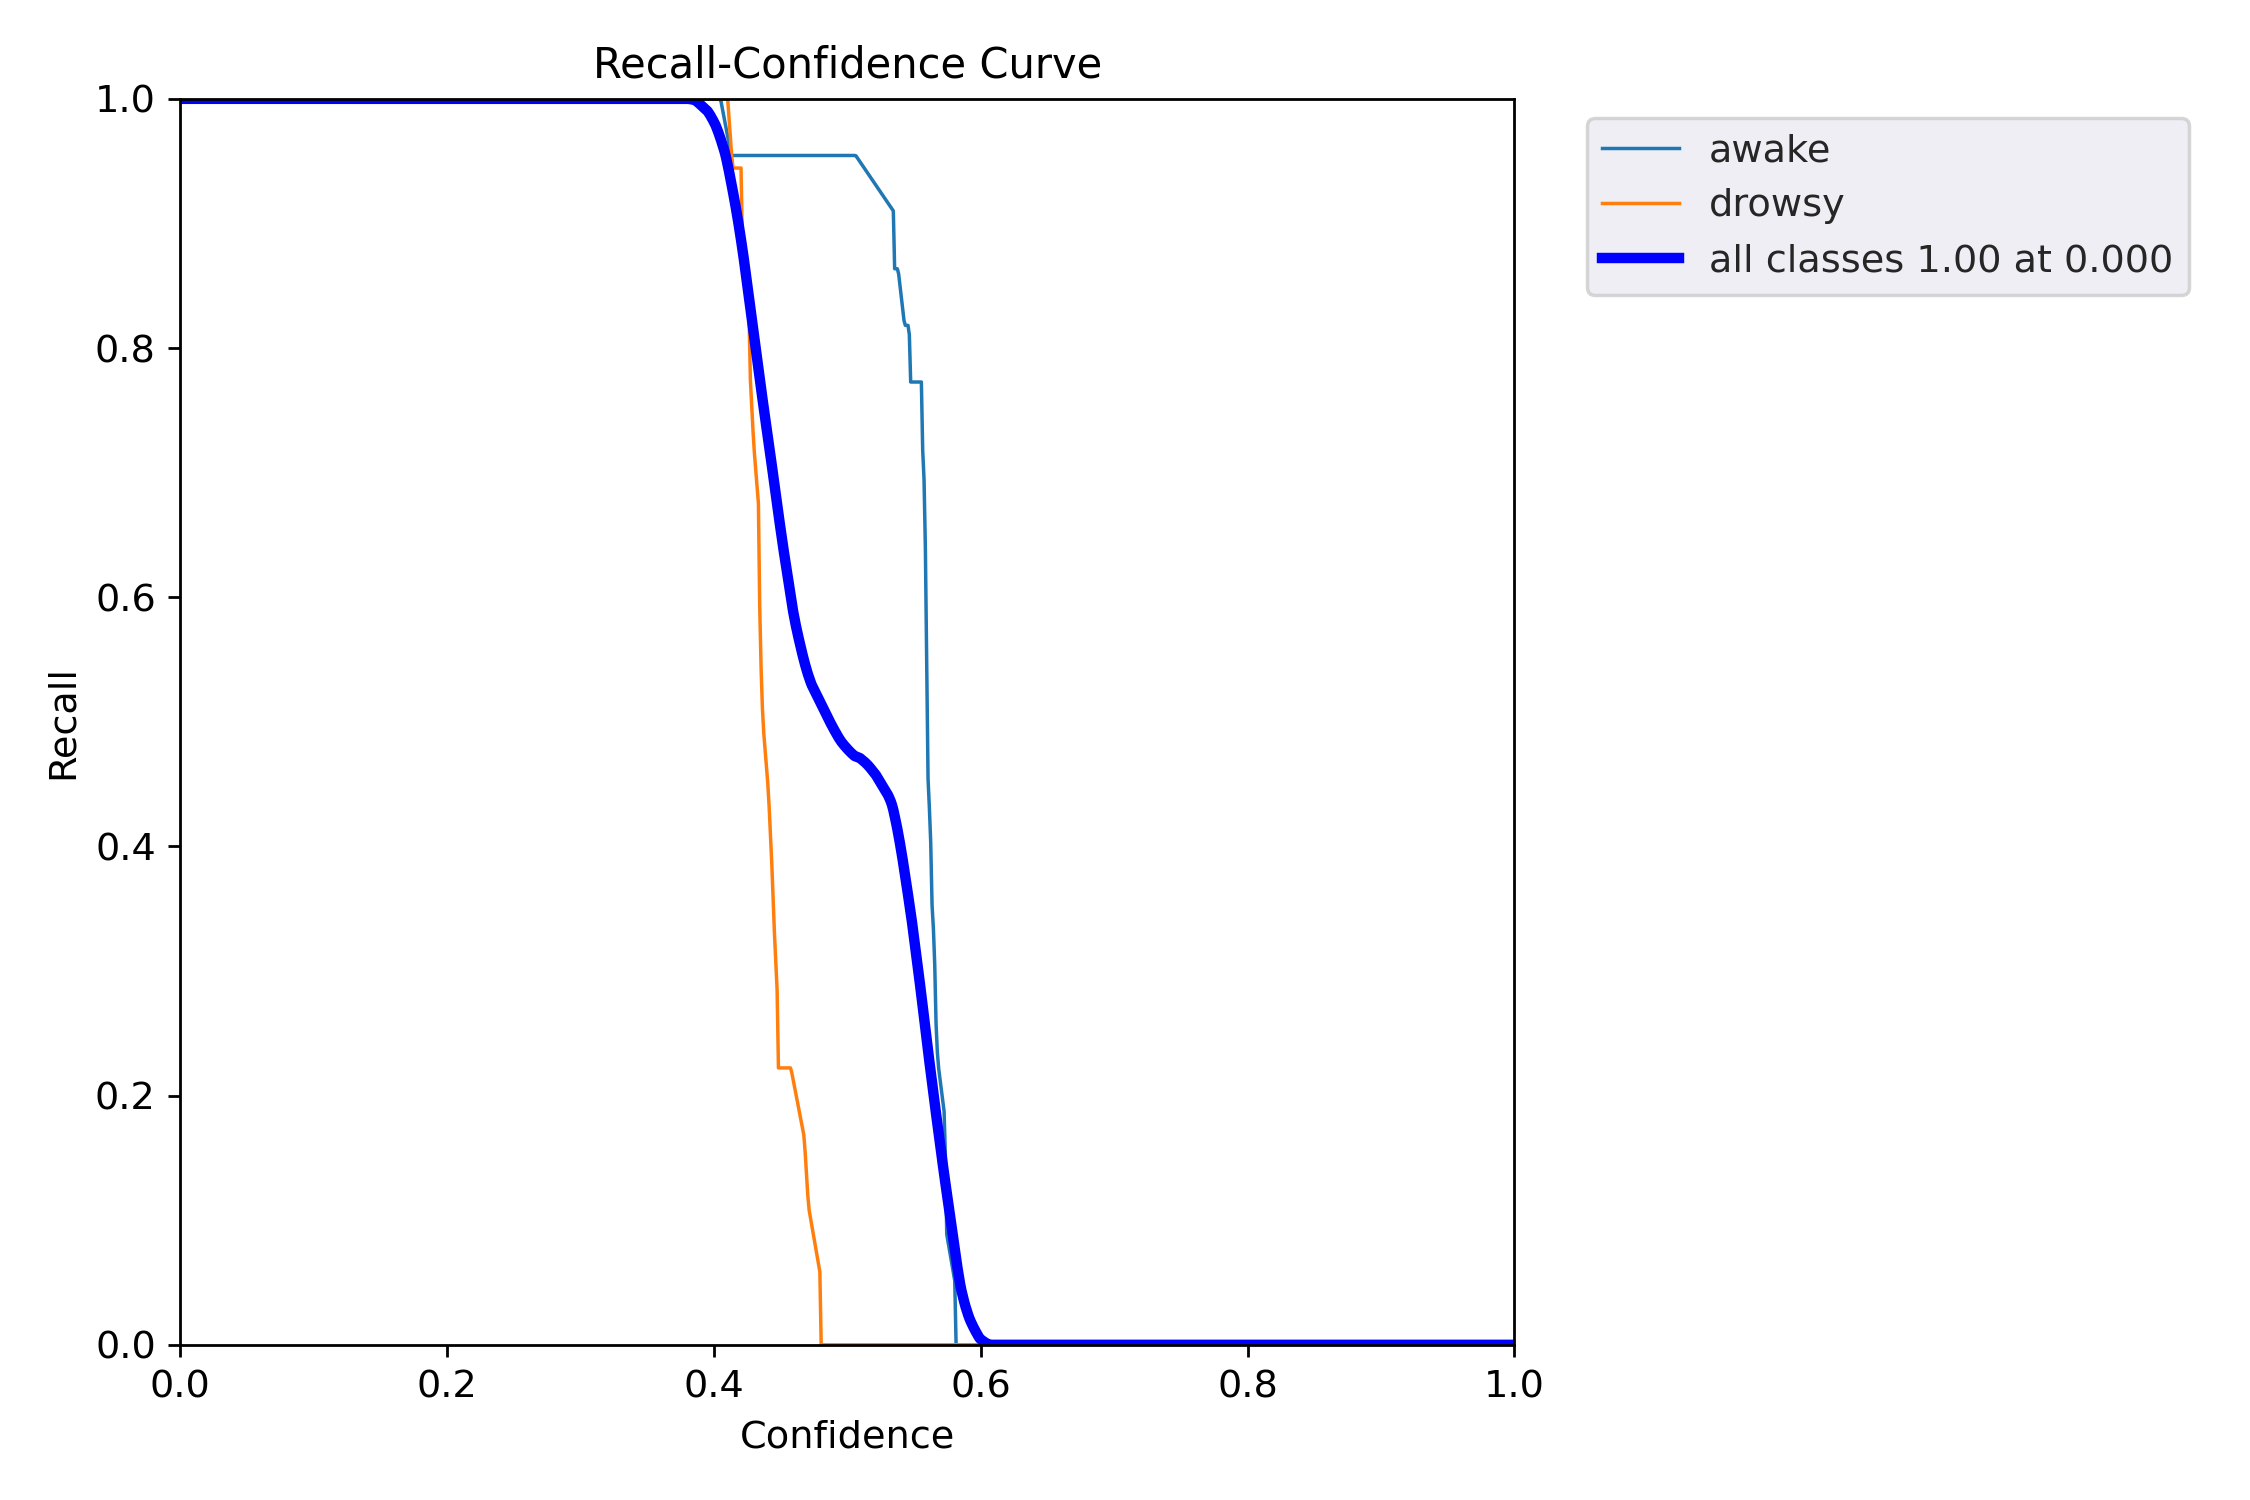 Recall-Confidence Curve
1.0
0.8
0.6
0.4
0.2
0.0
Recall
0.0 0.2 0.4 0.6 0.8 1.0
Confidence
awake
drowsy
all classes 1.00 at 0.000